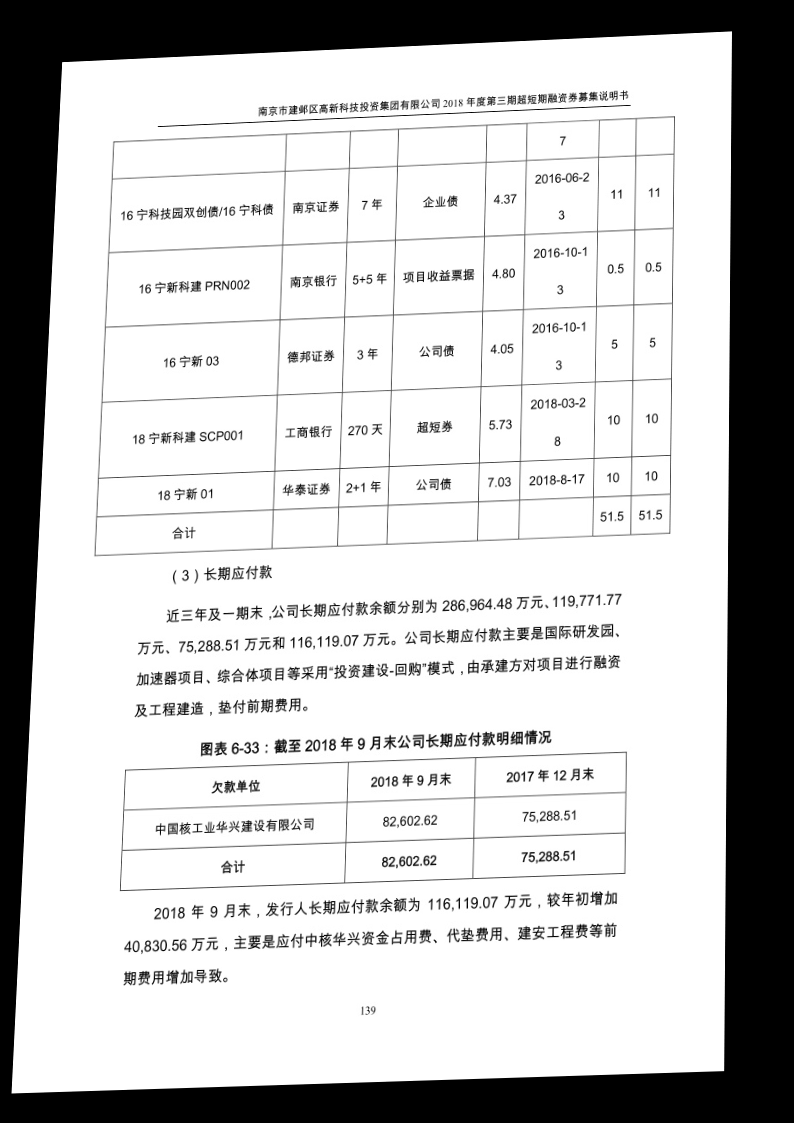 南京市建邺区高新科技投资集团有限公司 2018 年度第三期超短期融资券募集说明书
7
16 宁科技园双创债/16 宁科债 南京证券 7 年 企业债 4.37 2016-06-2 11 11
3
16 宁新科建 PRN002 南京银行 5+5 年 项目收益票据 4.80 2016-10-1 0.5 0.5
3
16 宁新 03 德邦证券 3 年 公司债 4.05 2016-10-1 5 5
3
18 宁新科建 SCP001 工商银行 270 天 超短券 5.73 2018-03-2 10 10
8
18 宁新 01 华泰证券 2+1 年 公司债 7.03 2018-8-17 10 10
合计 51.5 51.5
（3）长期应付款
近三年及一期末,公司长期应付款余额分别为 286,964.48 万元、119,771.77
万元、75,288.51 万元和 116,119.07 万元。公司长期应付款主要是国际研发园、
加速器项目、综合体项目等采用“投资建设-回购”模式,由承建方对项目进行融资
及工程建造，垫付前期费用。
图表 6-33：截至 2018 年 9 月末公司长期应付款明细情况
欠款单位 2018 年 9 月末 2017 年 12 月末
中国核工业华兴建设有限公司 82,602.62 75,288.51
合计 82,602.62 75,288.51
2018 年 9 月末，发行人长期应付款余额为 116,119.07 万元，较年初增加
40,830.56 万元，主要是应付中核华兴资金占用费、代垫费用、建安工程费等前
期费用增加导致。
139